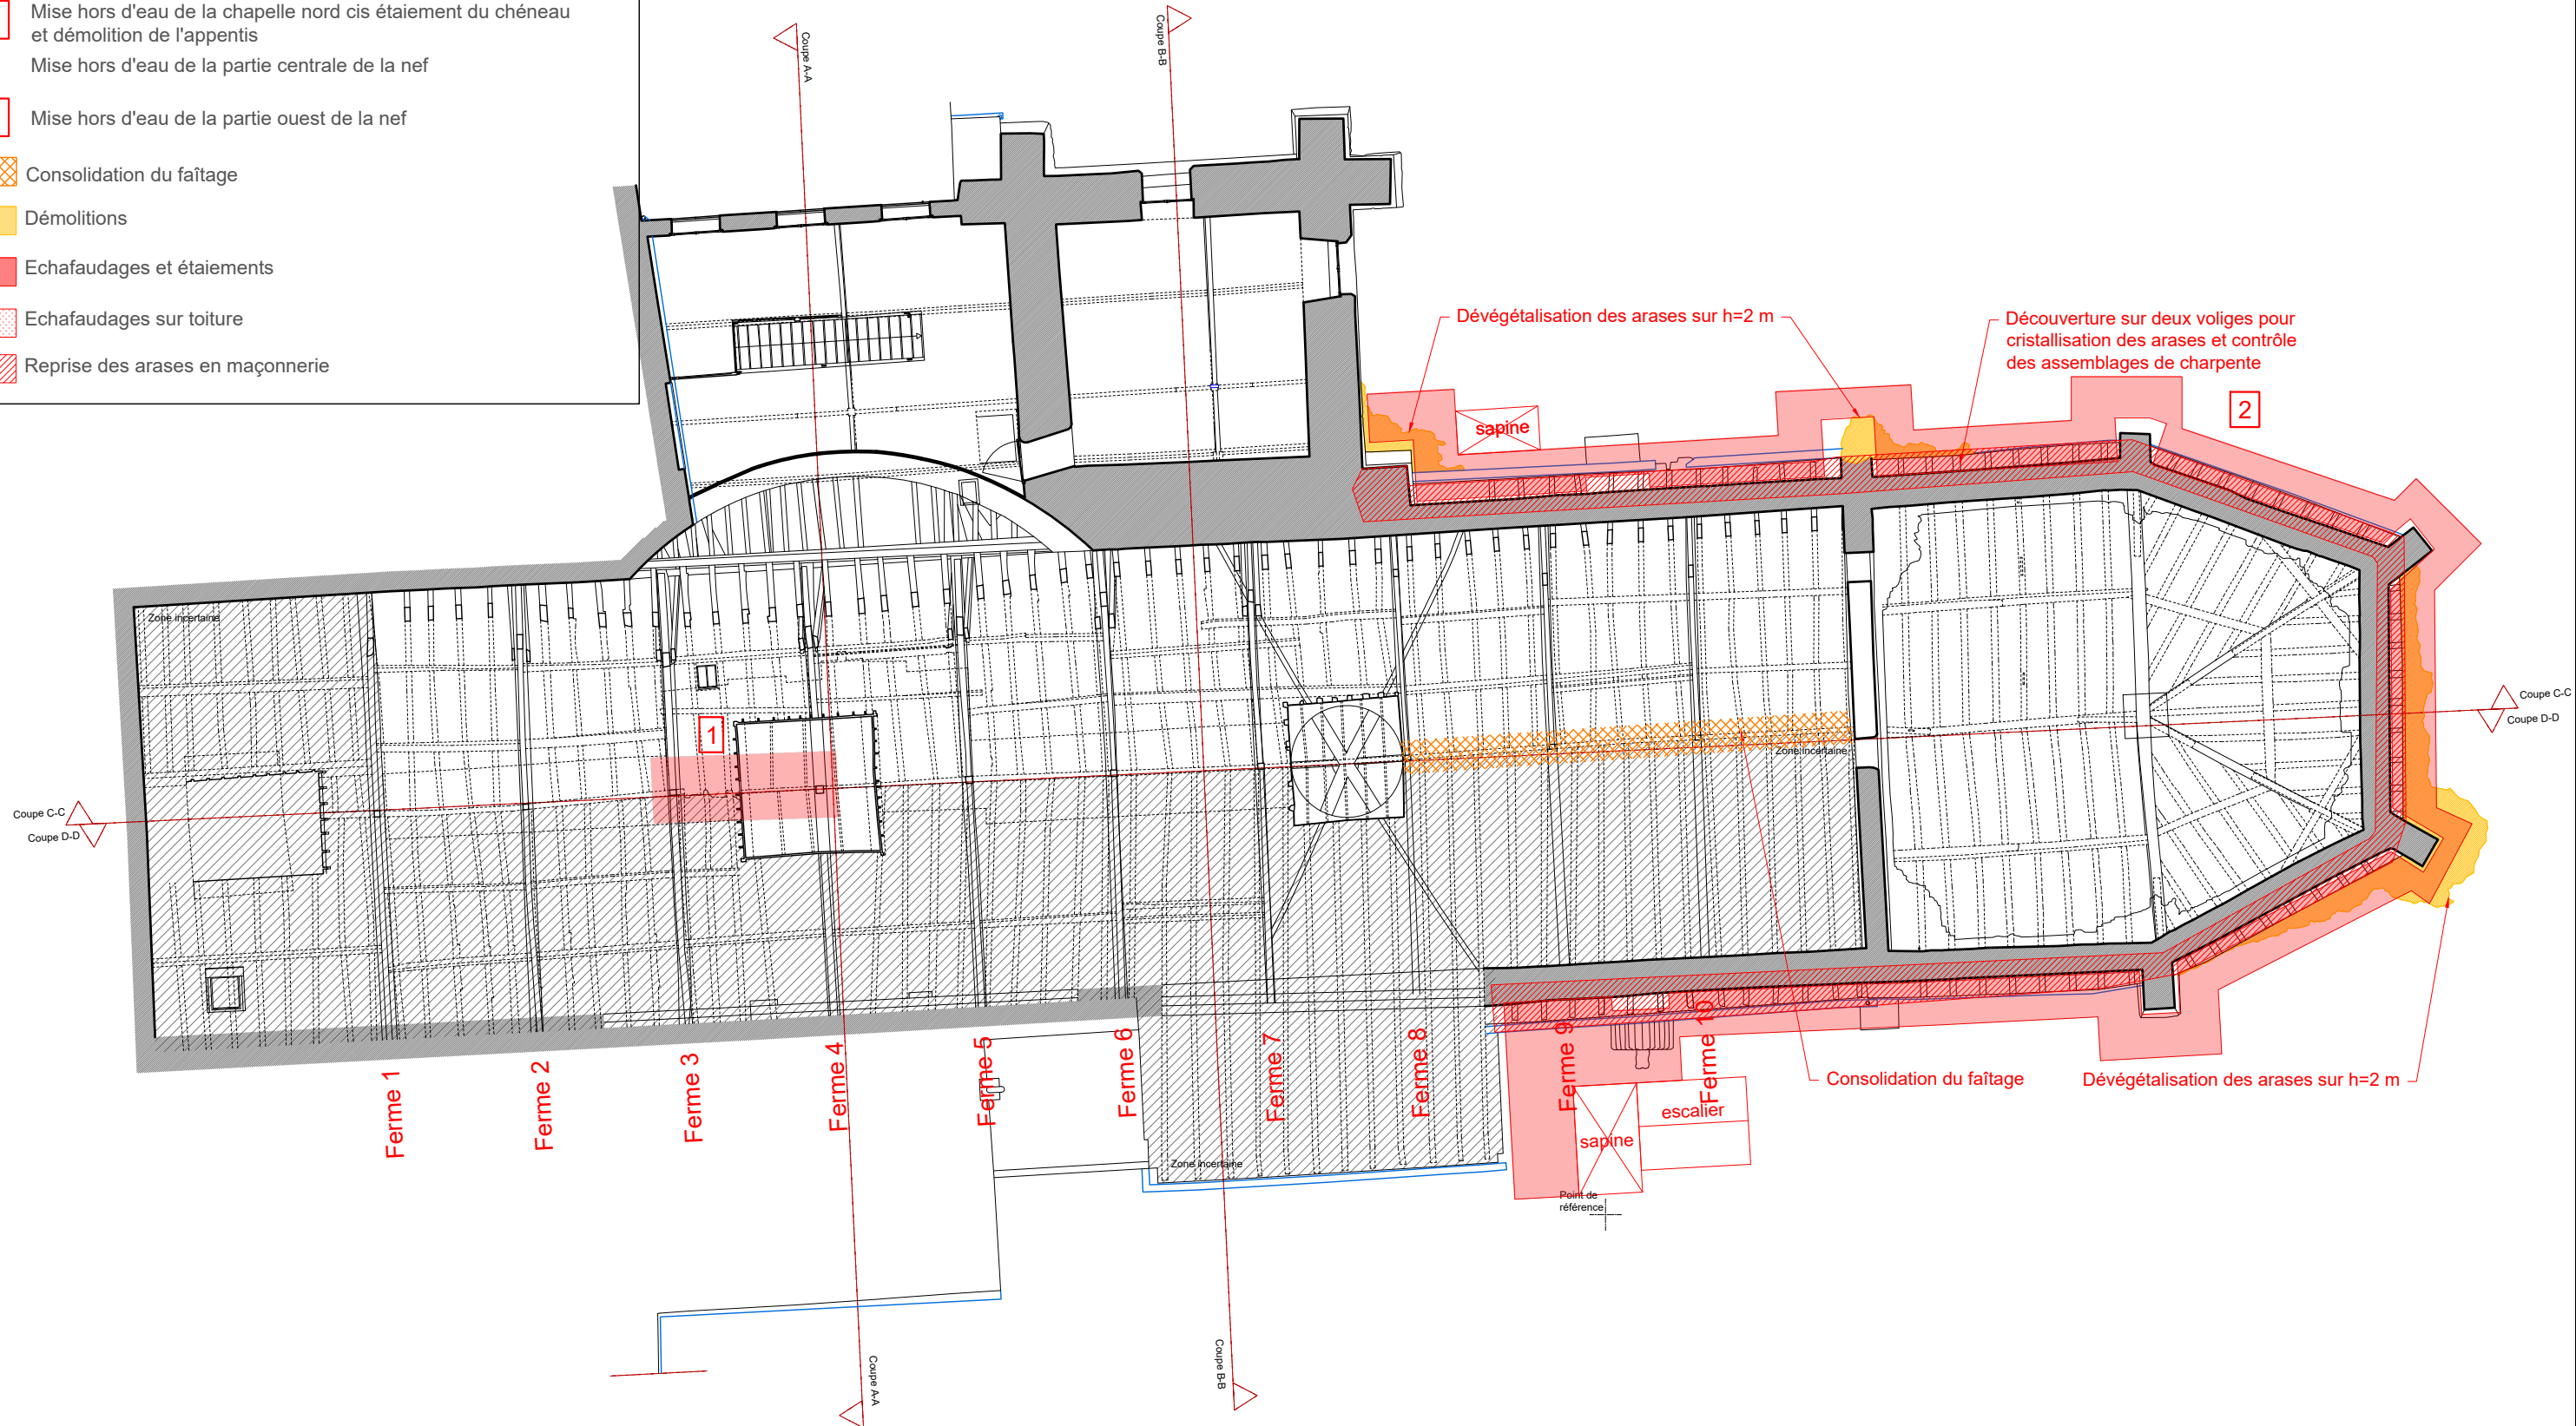 Mise hors d'eau de la chapelle nord cis étaiement du chéneau
et démolition de l'appentis
Mise hors d'eau de la partie centrale de la nef
Mise hors d'eau de la partie ouest de la nef
Consolidation du faîtage
Démolitions
Echafaudages et étaiements
Echafaudages sur toiture
Reprise des arases en maçonnerie
Coupe A-A
Coupe B-B
Dévégétalisation des arases sur h=2 m
Découverture sur deux voliges pour
cristallisation des arases et contrôle
des assemblages de charpente
2
sapine
Zone incertaine
1
Zone incertaine
Coupe C-C
Coupe D-D
Coupe C-C
Coupe D-D
Ferme 1
Ferme 2
Ferme 3
Ferme 4
Ferme 5
Ferme 6
Ferme 7
Ferme 8
Ferme 9
Ferme 10
Consolidation du faîtage
Dévégétalisation des arases sur h=2 m
escalier
sapine
Zone incertaine
Point de
référence
Coupe A-A
Coupe B-B